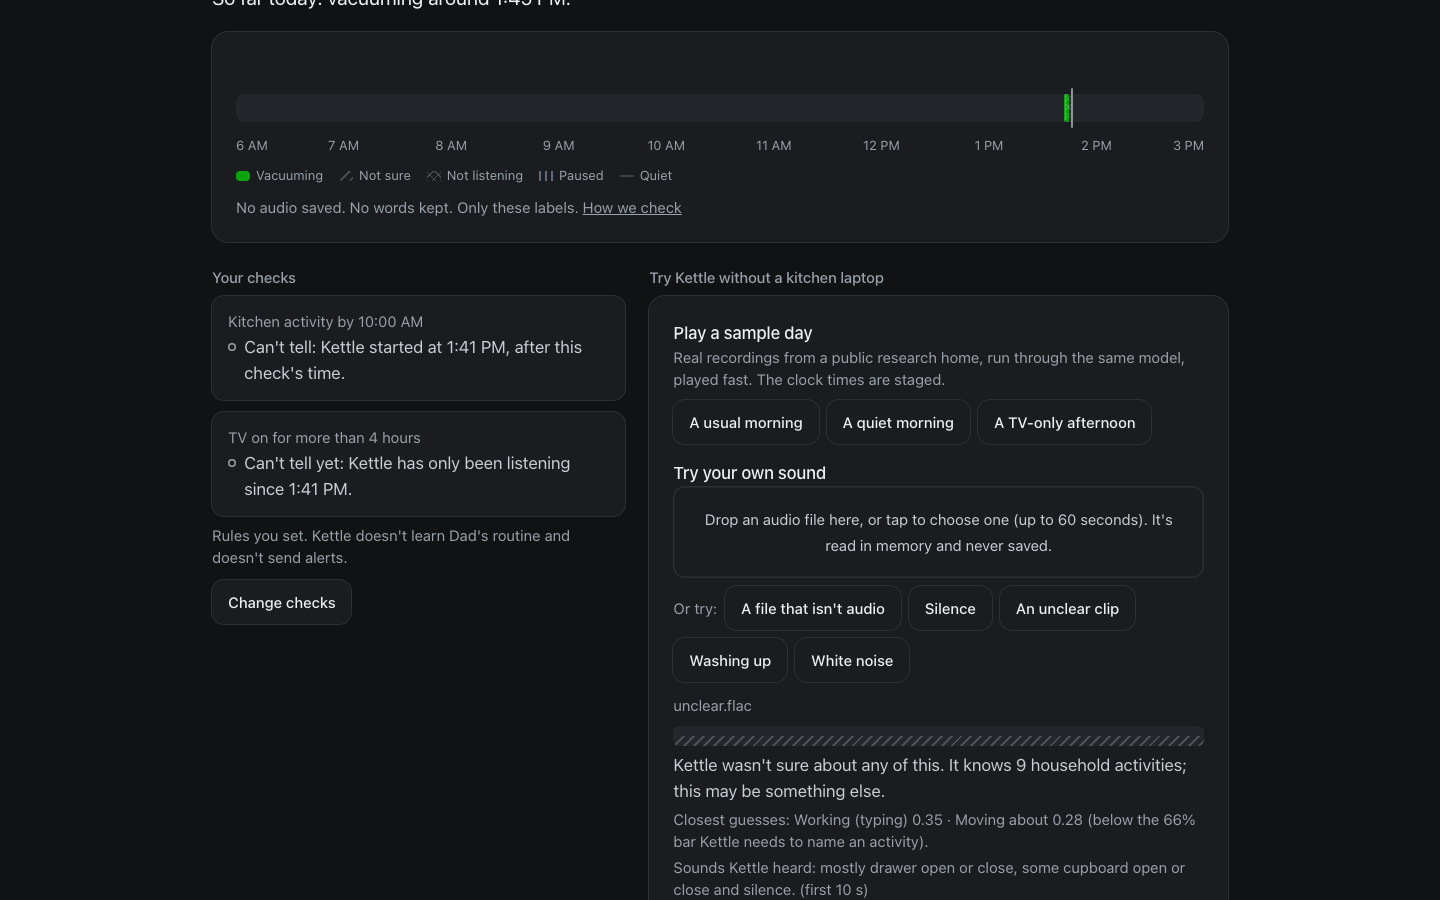 So far today: vacuuming around 1:45 PM.
6 AM 7 AM 8 AM 9 AM 10 AM 11 AM 12 PM 1 PM 2 PM 3 PM
Vacuuming Not sure Not listening Paused Quiet
No audio saved. No words kept. Only these labels. How we check
Your checks
Kitchen activity by 10:00 AM
Can't tell: Kettle started at 1:41 PM, after this
check's time.
TV on for more than 4 hours
Can't tell yet: Kettle has only been listening
since 1:41 PM.
Rules you set. Kettle doesn't learn Dad's routine and
doesn't send alerts.
Change checks
Try Kettle without a kitchen laptop
Play a sample day
Real recordings from a public research home, run through the same model,
played fast. The clock times are staged.
A usual morning A quiet morning A TV-only afternoon
Try your own sound
Drop an audio file here, or tap to choose one (up to 60 seconds). It's
read in memory and never saved.
Or try: A file that isn't audio Silence An unclear clip
Washing up White noise
unclear.flac
Kettle wasn't sure about any of this. It knows 9 household activities;
this may be something else.
Closest guesses: Working (typing) 0.35 · Moving about 0.28 (below the 66%
bar Kettle needs to name an activity).
Sounds Kettle heard: mostly drawer open or close, some cupboard open or
close and silence. (first 10 s)